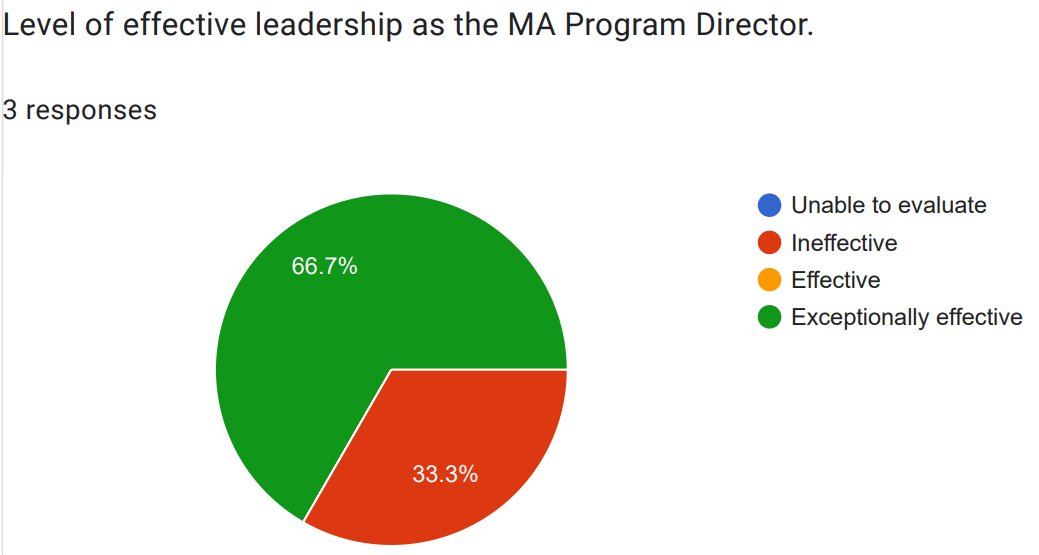 Level of effective leadership as the MA Program Director.
3 responses
66.7%
33.3%
Unable to evaluate
Ineffective
Effective
Exceptionally effective